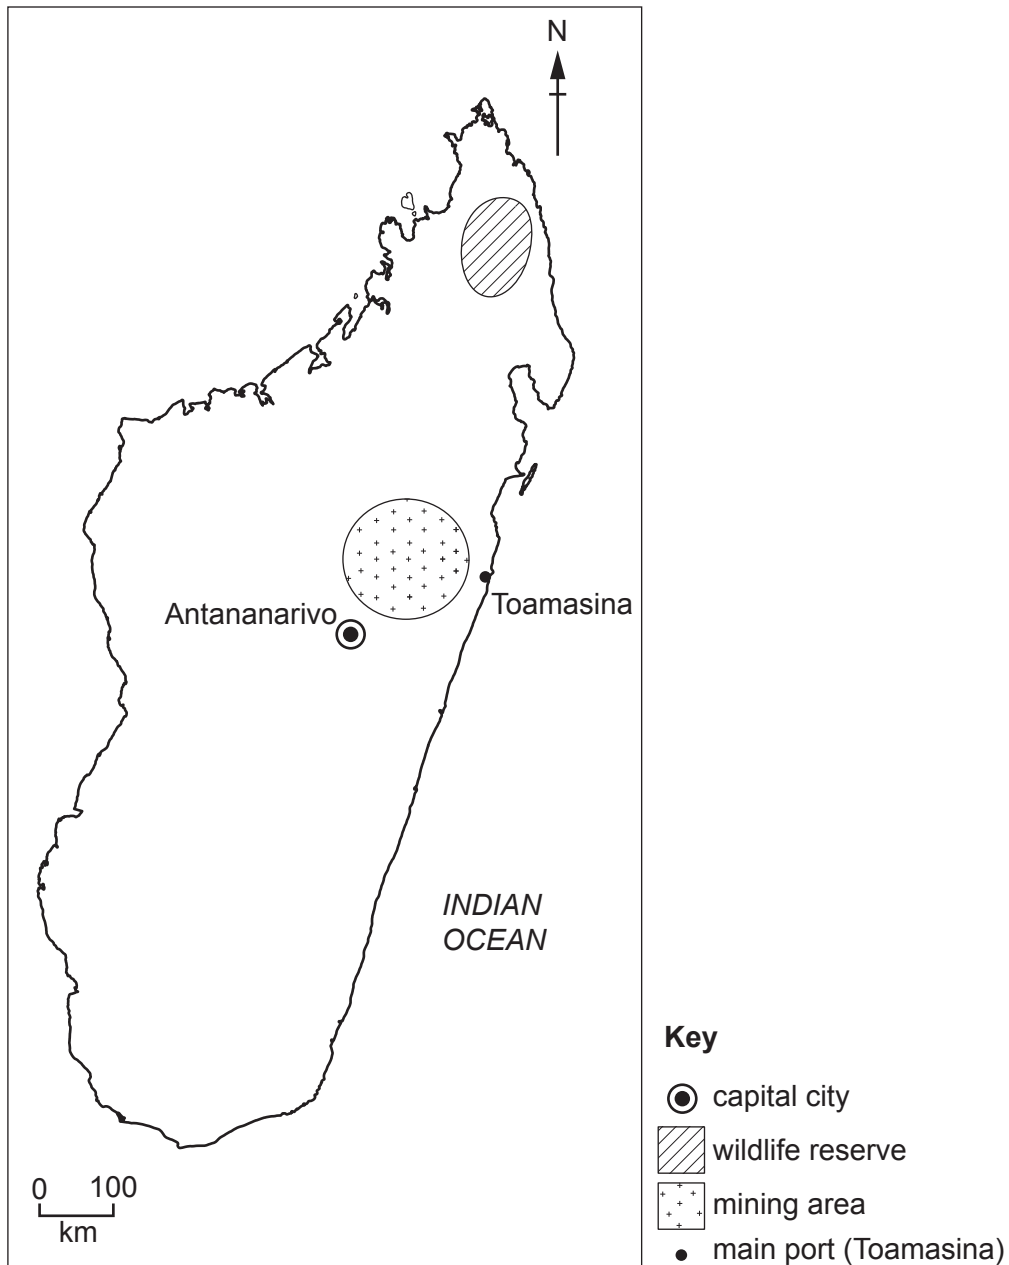 N
Antananarivo
Toamasina
INDIAN
OCEAN
Key
capital city
wildlife reserve
mining area
main port (Toamasina)
0 100
km